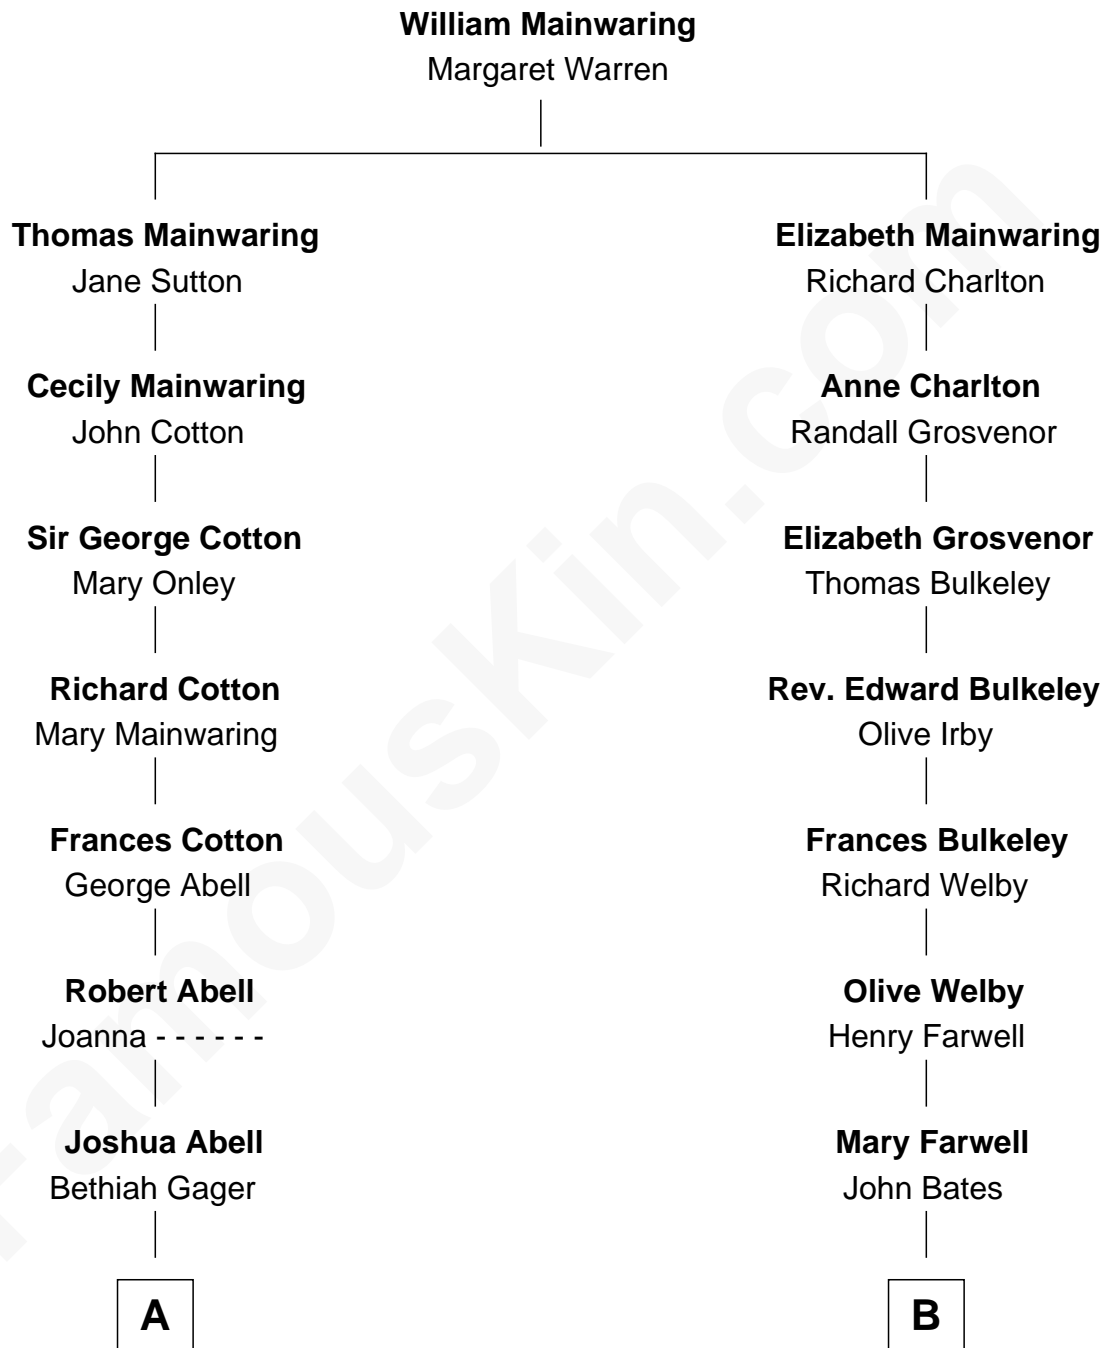 William Mainwaring
Margaret Warren
Thomas Mainwaring
Jane Sutton
Elizabeth Mainwaring
Richard Charlton
Cecily Mainwaring
John Cotton
Anne Charlton
Randall Grosvenor
Sir George Cotton
Mary Onley
Elizabeth Grosvenor
Thomas Bulkeley
Richard Cotton
Mary Mainwaring
Rev. Edward Bulkeley
Olive Irby
Frances Cotton
George Abell
Frances Bulkeley
Richard Welby
Robert Abell
Joanna - - - - - -
Olive Welby
Henry Farwell
Joshua Abell
Bethiah Gager
Mary Farwell
John Bates
A
B
FamousKin.com